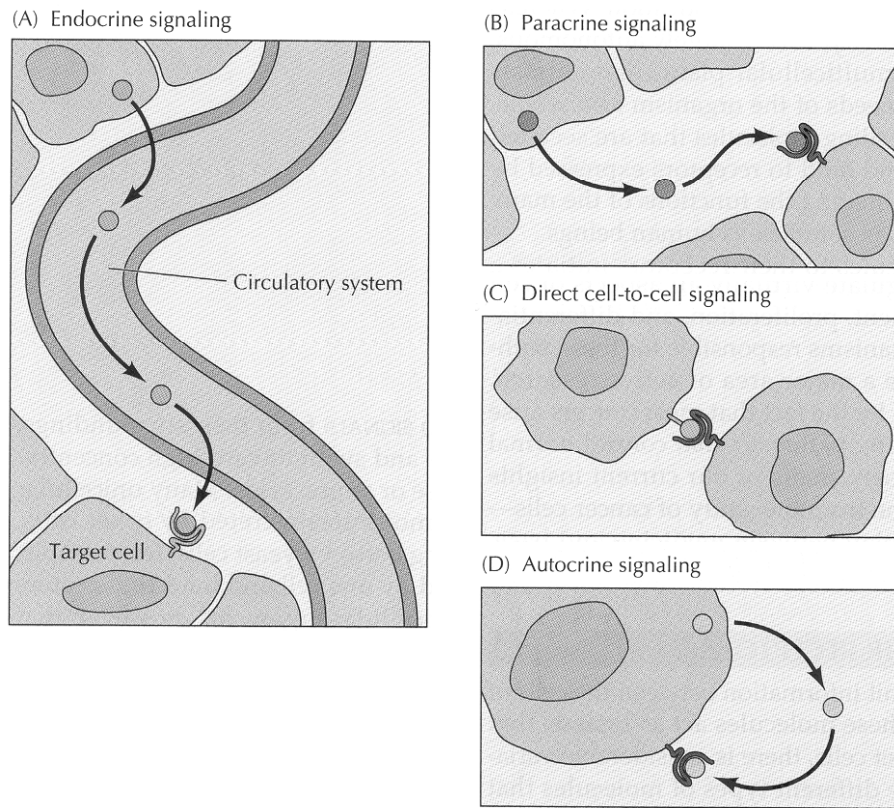 (A) Endocrine signaling
Circulatory system
Target cell
(B) Paracrine signaling
(C) Direct cell-to-cell signaling
(D) Autocrine signaling